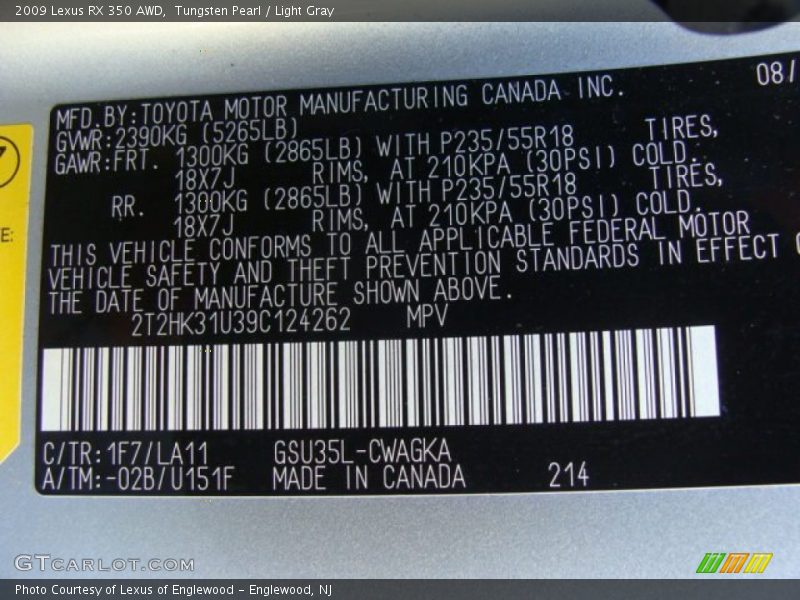 2009 Lexus RX 350 AWD, Tungsten Pearl / Light Gray
08/
MFD.BY:TOYOTA MOTOR MANUFACTURING CANADA INC.
GVWR:2390KG (5265LB)
GAWR:FRT. 1300KG (2865LB) WITH P235/55R18 TIRES,
18X7J RIMS, AT 210KPA (30PSI) COLD.
RR. 1300KG (2865LB) WITH P235/55R18 TIRES,
18X7J RIMS, AT 210KPA (30PSI) COLD.
THIS VEHICLE CONFORMS TO ALL APPLICABLE FEDERAL MOTOR
VEHICLE SAFETY AND THEFT PREVENTION STANDARDS IN EFFECT
THE DATE OF MANUFACTURE SHOWN ABOVE.
2T2HK31U39C124262 MPV
C/TR:1F7/LA11 GSU35L-CWAGKA
A/TM:-02B/U151F MADE IN CANADA 214
E:
GTCARLOT.COM
Photo Courtesy of Lexus of Englewood - Englewood, NJ